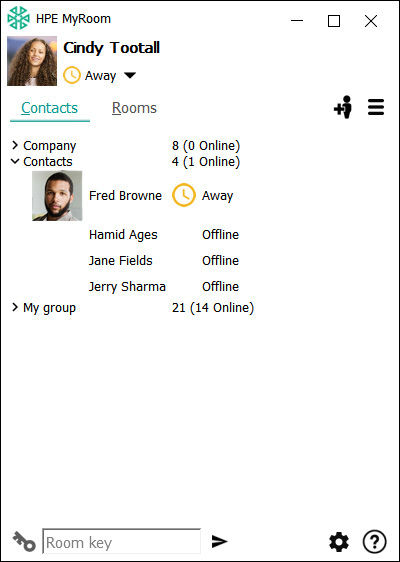 HPE MyRoom
Cindy Tootall
Away
Contacts Rooms
Company 8 (0 Online)
Contacts 4 (1 Online)
Fred Browne Away
Hamid Ages Offline
Jane Fields Offline
Jerry Sharma Offline
My group 21 (14 Online)
Room key